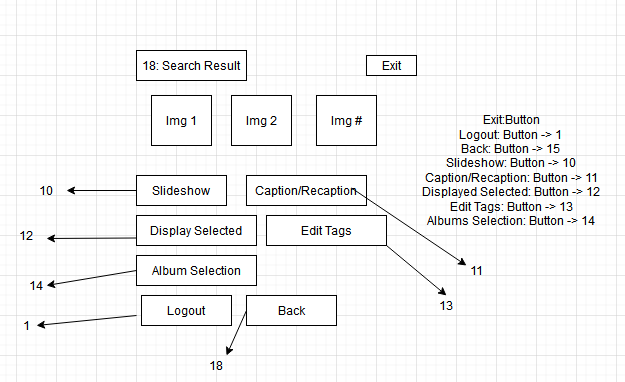 18: Search Result
Exit
Img 1
Img 2
Img #
Exit:Button
Logout: Button -> 1
Back: Button -> 15
Slideshow: Button -> 10
Caption/Recaption: Button -> 11
Displayed Selected: Button -> 12
Edit Tags: Button -> 13
Albums Selection: Button -> 14
10
Slideshow
Caption/Recaption
12
Display Selected
Edit Tags
14
Album Selection
11
13
1
Logout
Back
18